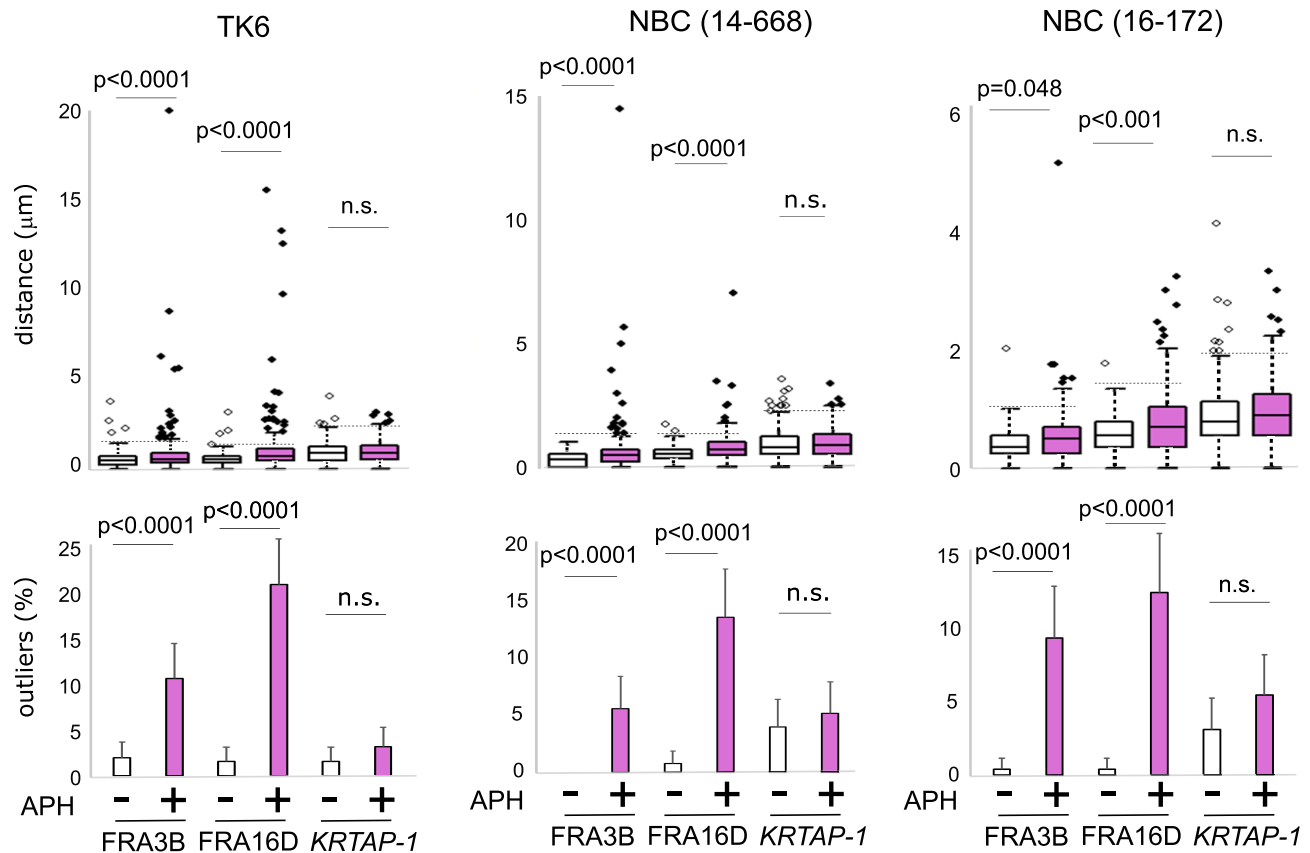 TK6
NBC (14-668)
NBC (16-172)
p<0.0001
p<0.0001
n.s.
20
15
10
5
0
distance (μm)
p<0.0001
p<0.0001
n.s.
15
10
5
0
p=0.048
p<0.001
n.s.
6
4
2
0
p<0.0001
p<0.0001
n.s.
25
20
15
10
5
0
outliers (%)
p<0.0001
p<0.0001
n.s.
20
15
10
5
0
p<0.0001
p<0.0001
n.s.
15
10
5
0
APH - + - + - +
FRA3B FRA16D KRTAP-1
APH - + - + - +
FRA3B FRA16D KRTAP-1
APH - + - + - +
FRA3B FRA16D KRTAP-1